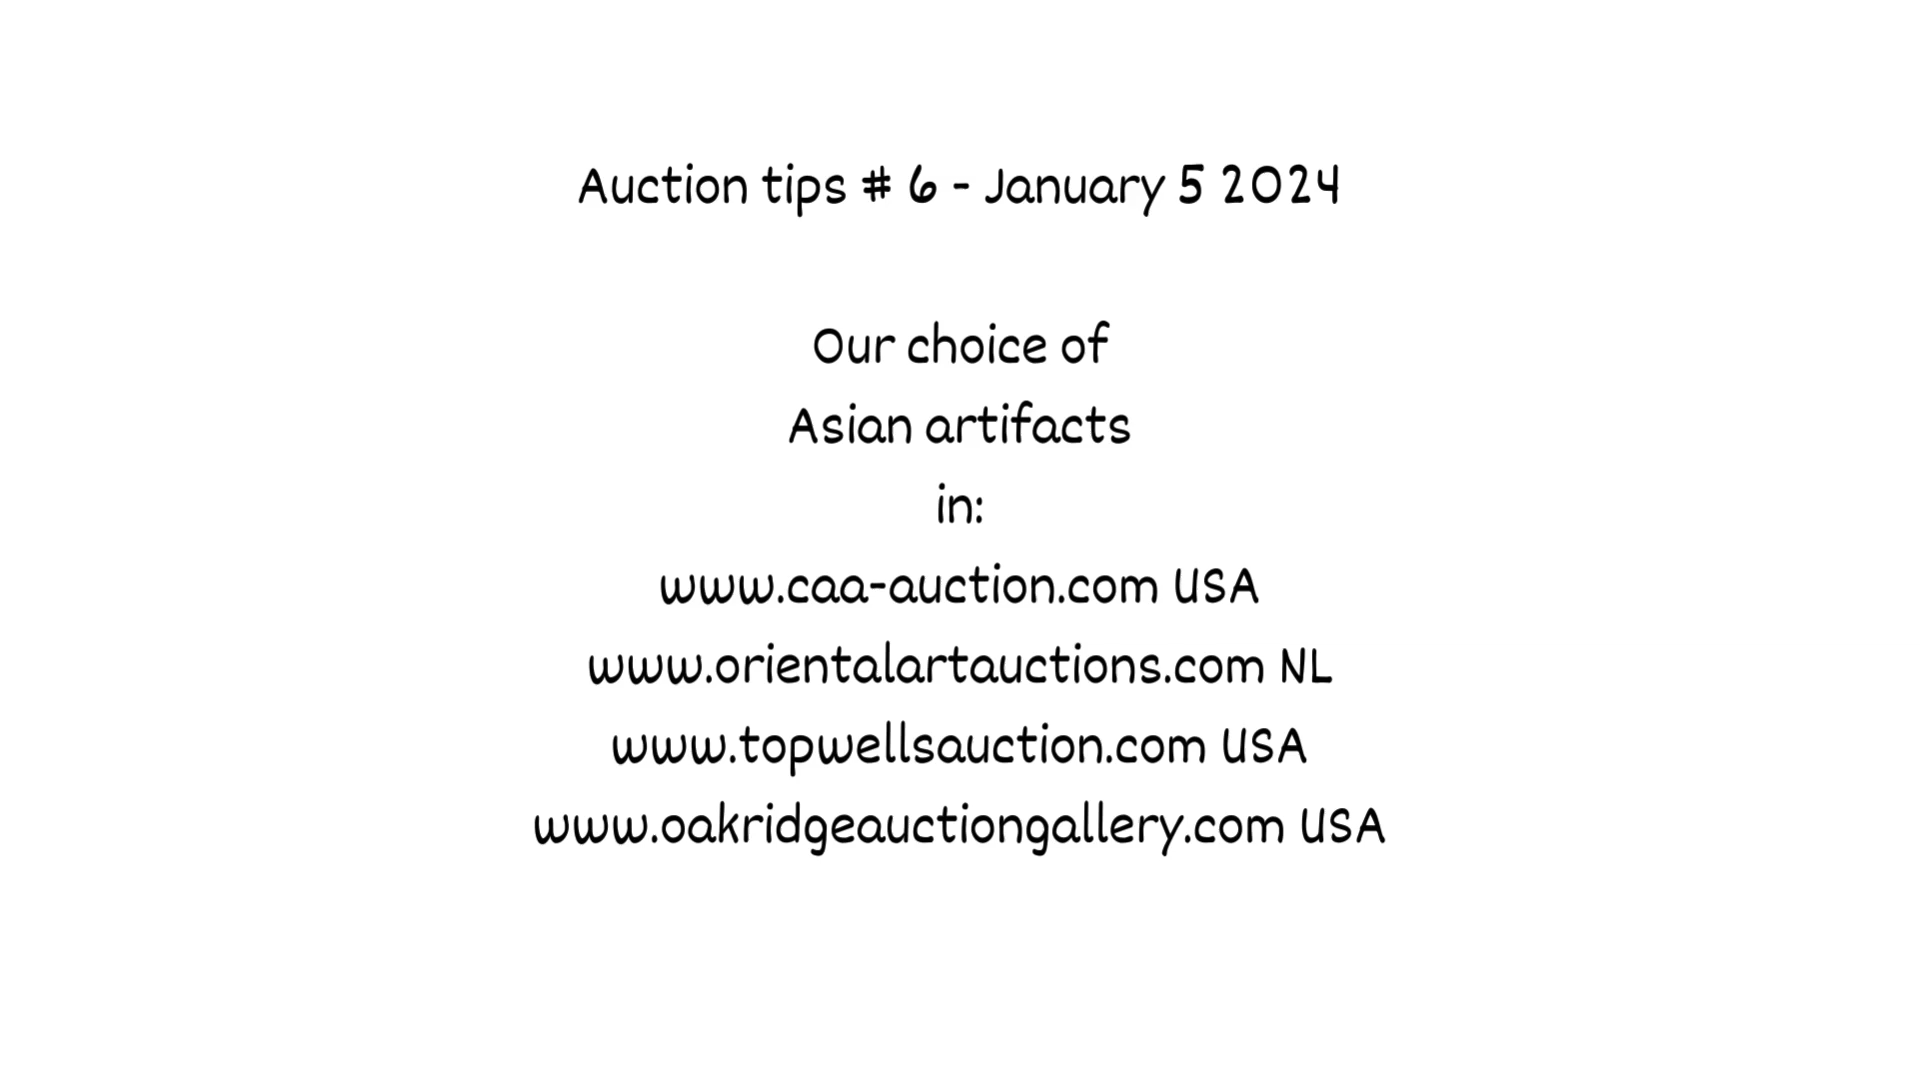 Auction tips # 6 - January 5 2024
Our choice of
Asian artifacts
in:
www.caa-auction.com USA
www.orientalartauctions.com NL
www.topwellsauction.com USA
www.oakridgeauctiongallery.com USA